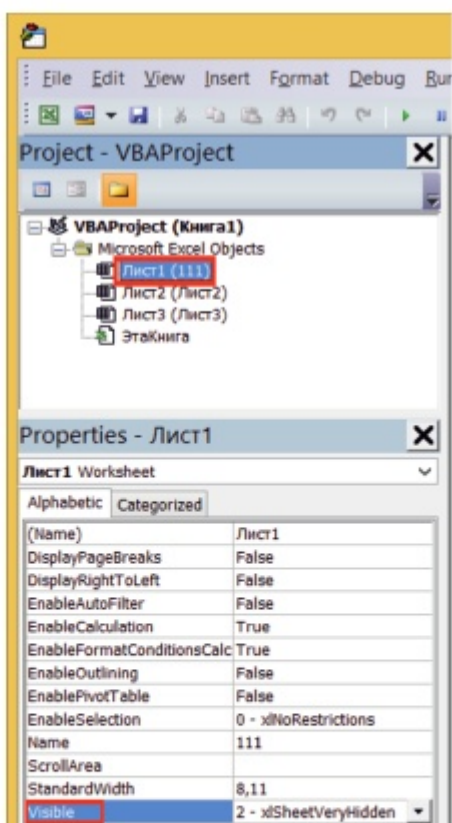 File Edit View Insert Format Debug Run
Project - VBAProject
VBAProject (Книга1)
Microsoft Excel Objects
Лист1 (111)
Лист2 (Лист2)
Лист3 (Лист3)
ЭтаКнига
Properties - Лист1
Лист1 Worksheet
Alphabetic Categorized
(Name) Лист1
DisplayPageBreaks False
DisplayRightToLeft False
EnableAutoFilter False
EnableCalculation True
EnableFormatConditionsCalc True
EnableOutlining False
EnablePivotTable False
EnableSelection 0 - xlNoRestrictions
Name 111
ScrollArea
StandardWidth 8,11
Visible 2 - xlSheetVeryHidden